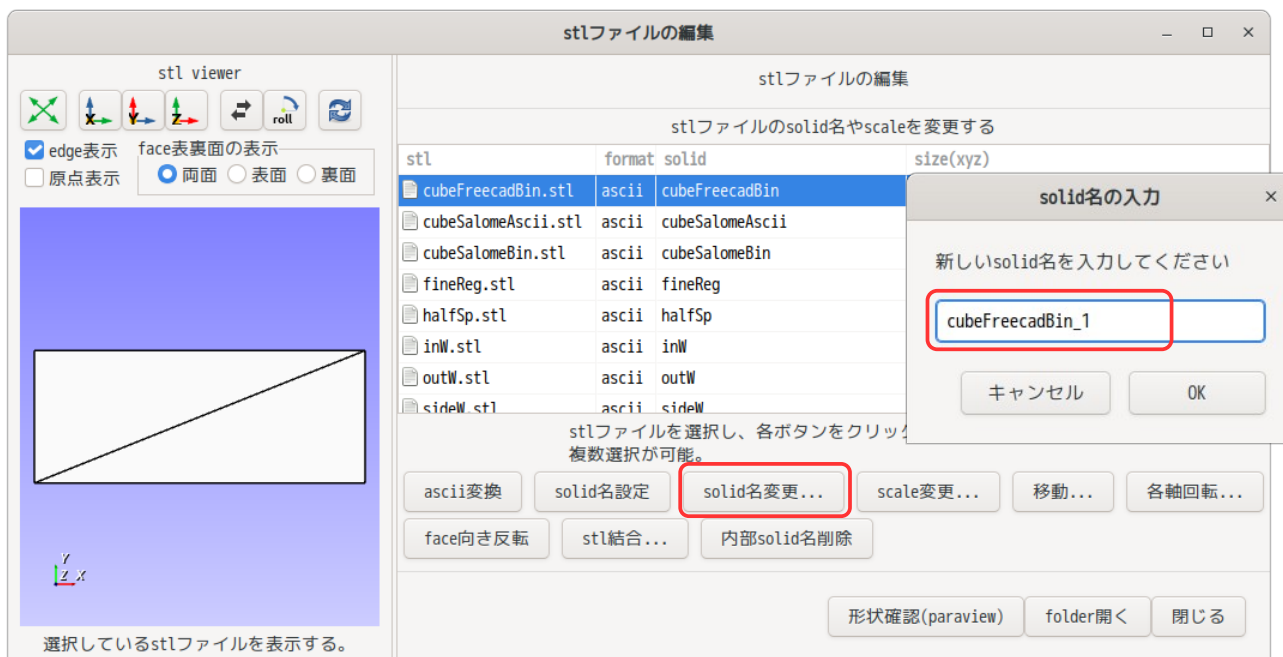 stlファイルの編集
stl viewer
X
Y
Z
roll
edge表示
原点表示
face表裏面の表示
両面 表面 裏面
Y
Z X
選択しているstlファイルを表示する。
stlファイルの編集
stlファイルのsolid名やscaleを変更する
stl format solid size(xyz)
cubeFreecadBin.stl ascii cubeFreecadBin
cubeSalomeAscii.stl ascii cubeSalomeAscii
cubeSalomeBin.stl ascii cubeSalomeBin
fineReg.stl ascii fineReg
halfSp.stl ascii halfSp
inW.stl ascii inW
outW.stl ascii outW
sideW.stl ascii sideW
stlファイルを選択し、各ボタンをクリック
複数選択が可能。
ascii変換 solid名設定 solid名変更... scale変更... 移動... 各軸回転...
face向き反転 stl結合... 内部solid名削除
形状確認(paraview) folder開く 閉じる
solid名の入力
新しいsolid名を入力してください
cubeFreecadBin_1
キャンセル OK